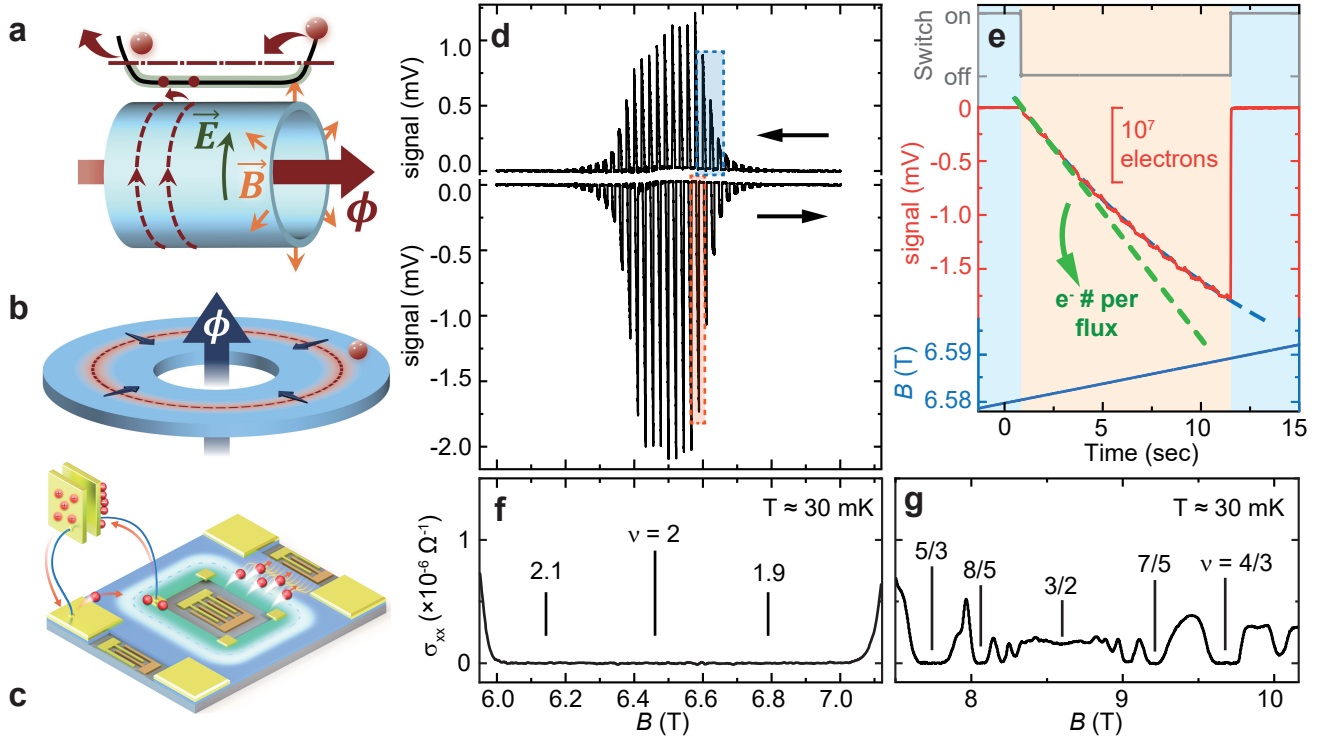 a
E
B
ϕ
b
ϕ
c
d
signal (mV)
1.0
0.5
0.0
signal (mV)
0.0
-0.5
-1.0
-1.5
-2.0
e
Switch
on
off
signal (mV)
0
-0.5
-1.0
-1.5
10⁷
electrons
e⁻ # per
flux
B (T)
6.59
6.58
0 5 10 15
Time (sec)
f
T ≈ 30 mK
ν = 2
2.1
1.9
σxx (×10⁻⁶ Ω⁻¹)
1
0
6.0 6.2 6.4 6.6 6.8 7.0
B (T)
g
T ≈ 30 mK
5/3
8/5
3/2
7/5
ν = 4/3
8 9 10
B (T)